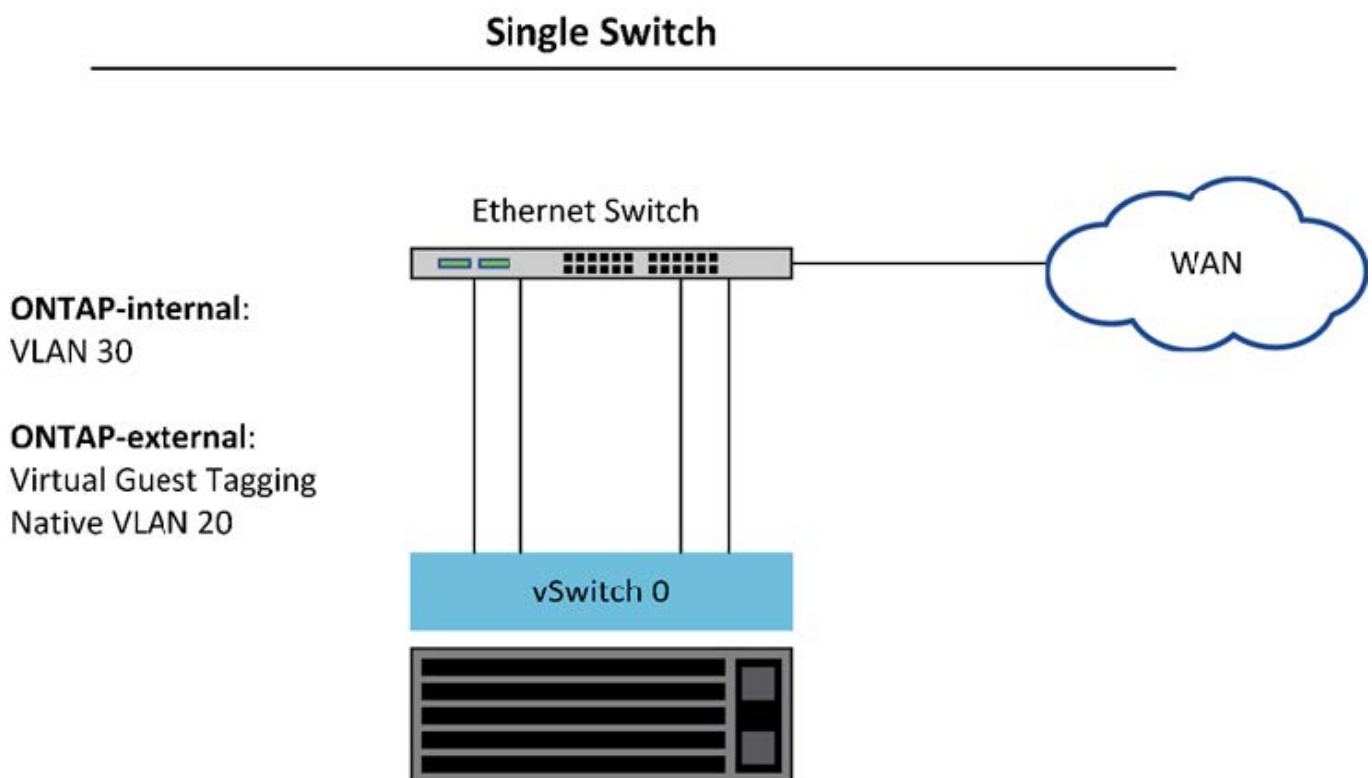 Single Switch
Ethernet Switch
WAN
ONTAP-internal:
VLAN 30
ONTAP-external:
Virtual Guest Tagging
Native VLAN 20
vSwitch 0